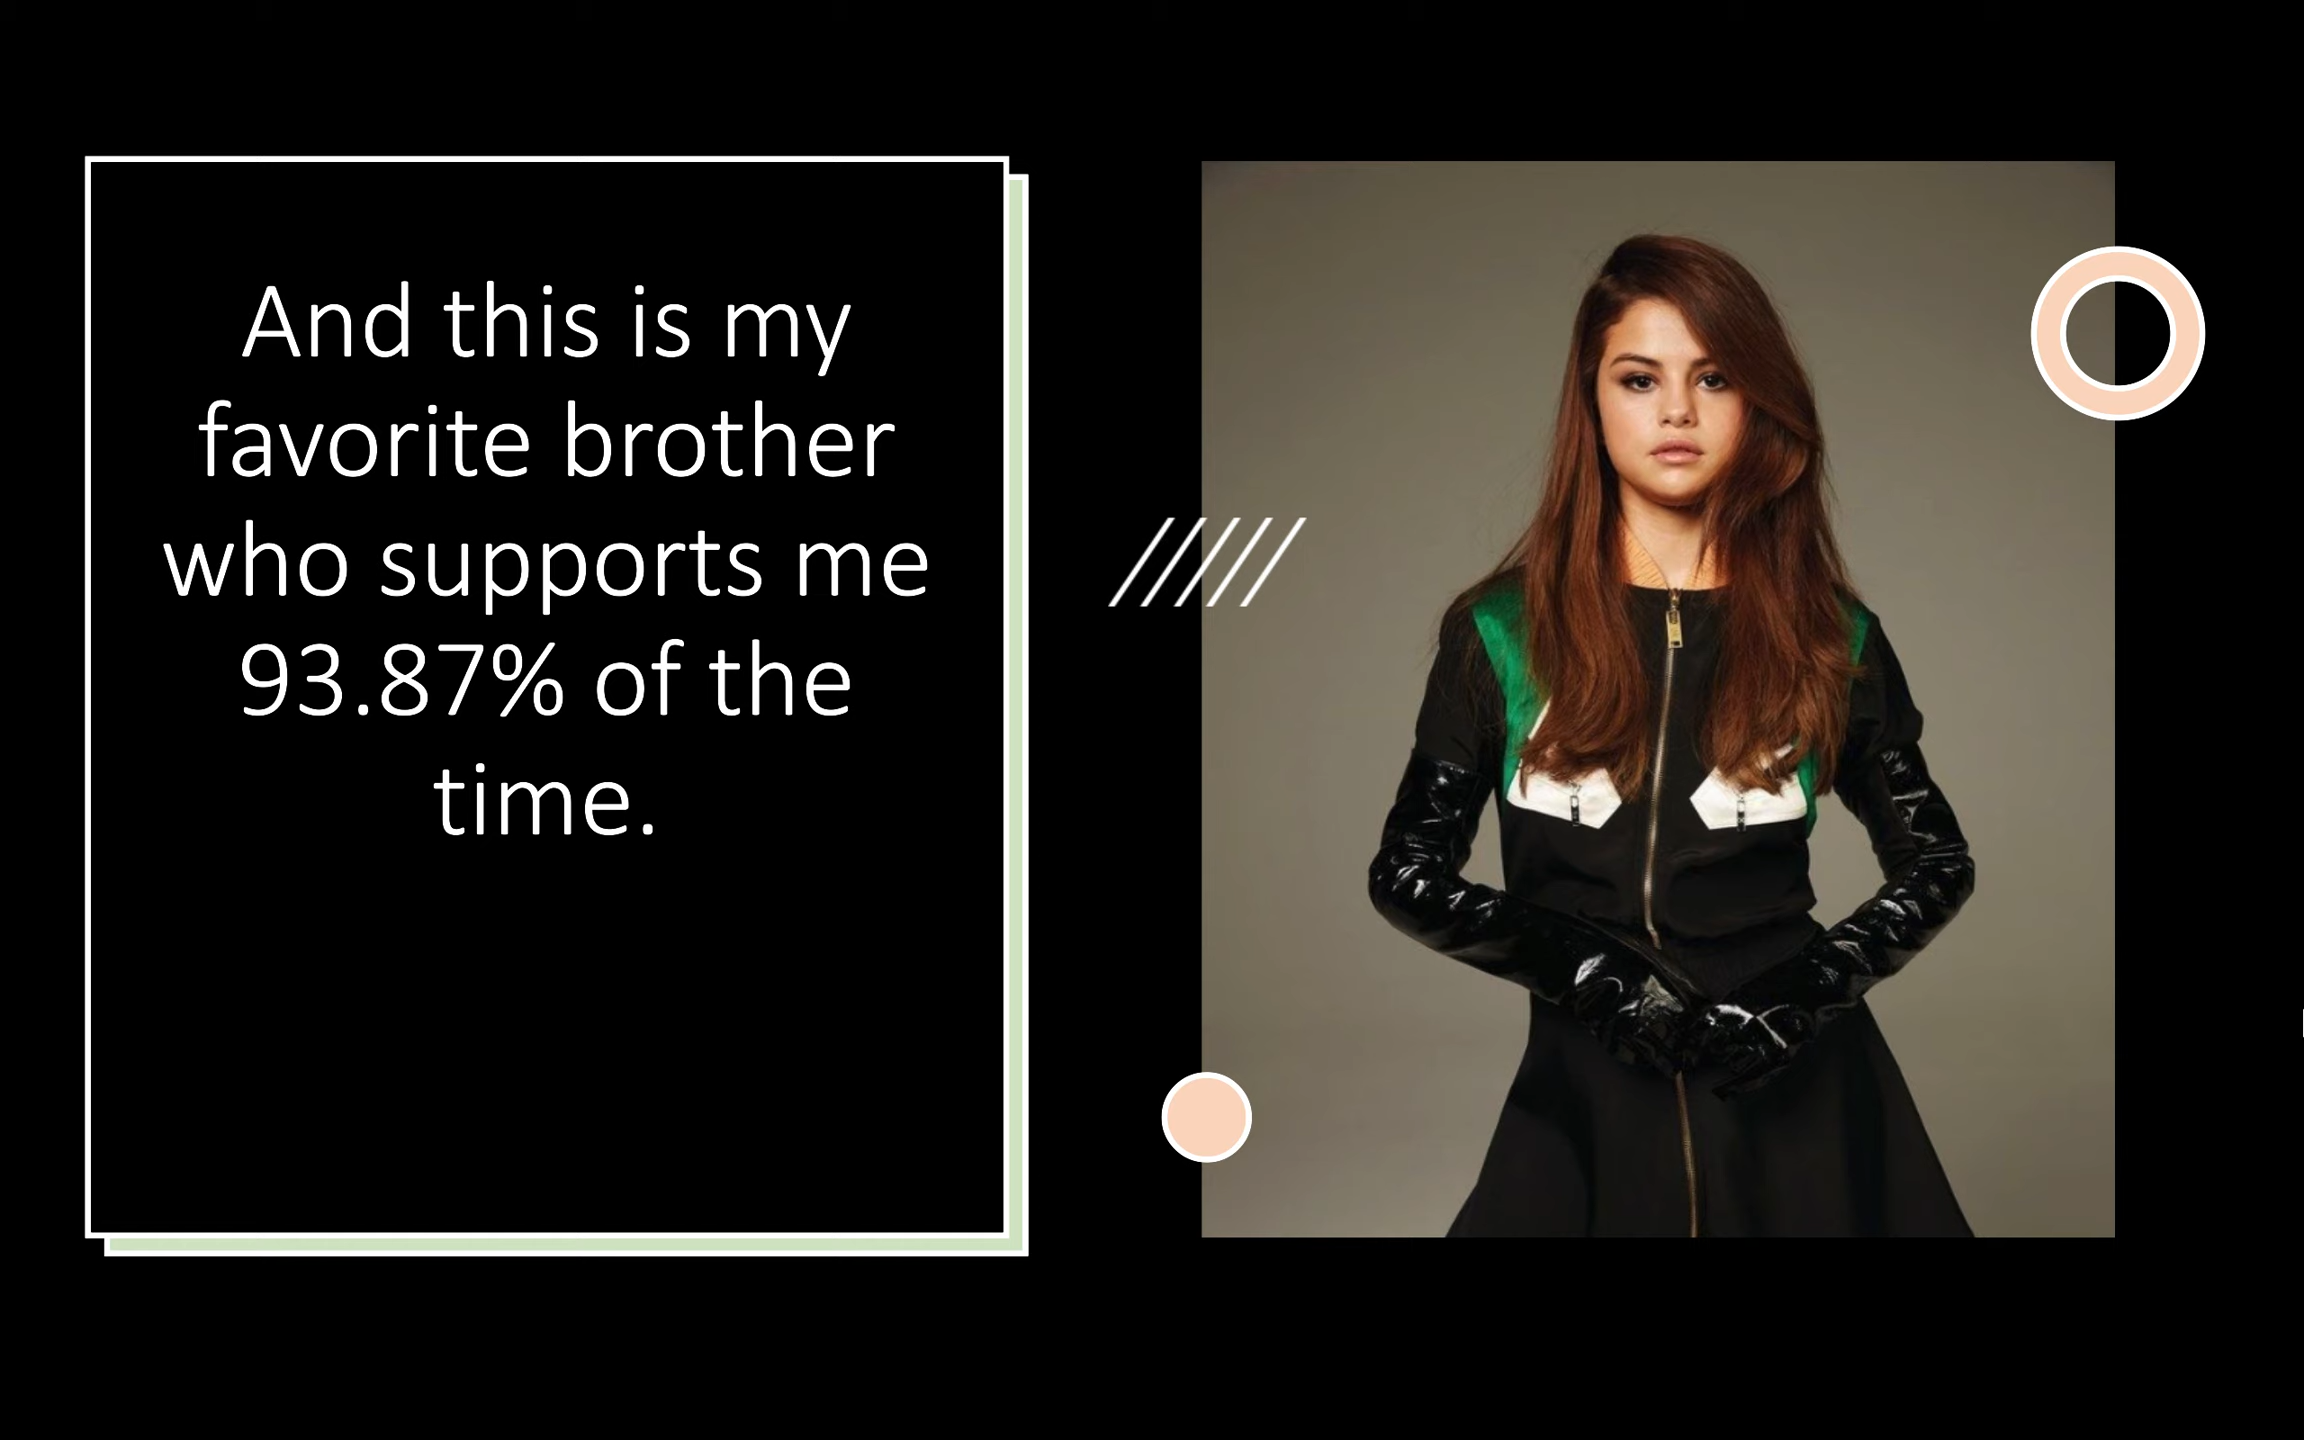 And this is my
favorite brother
who supports me
93.87% of the
time.